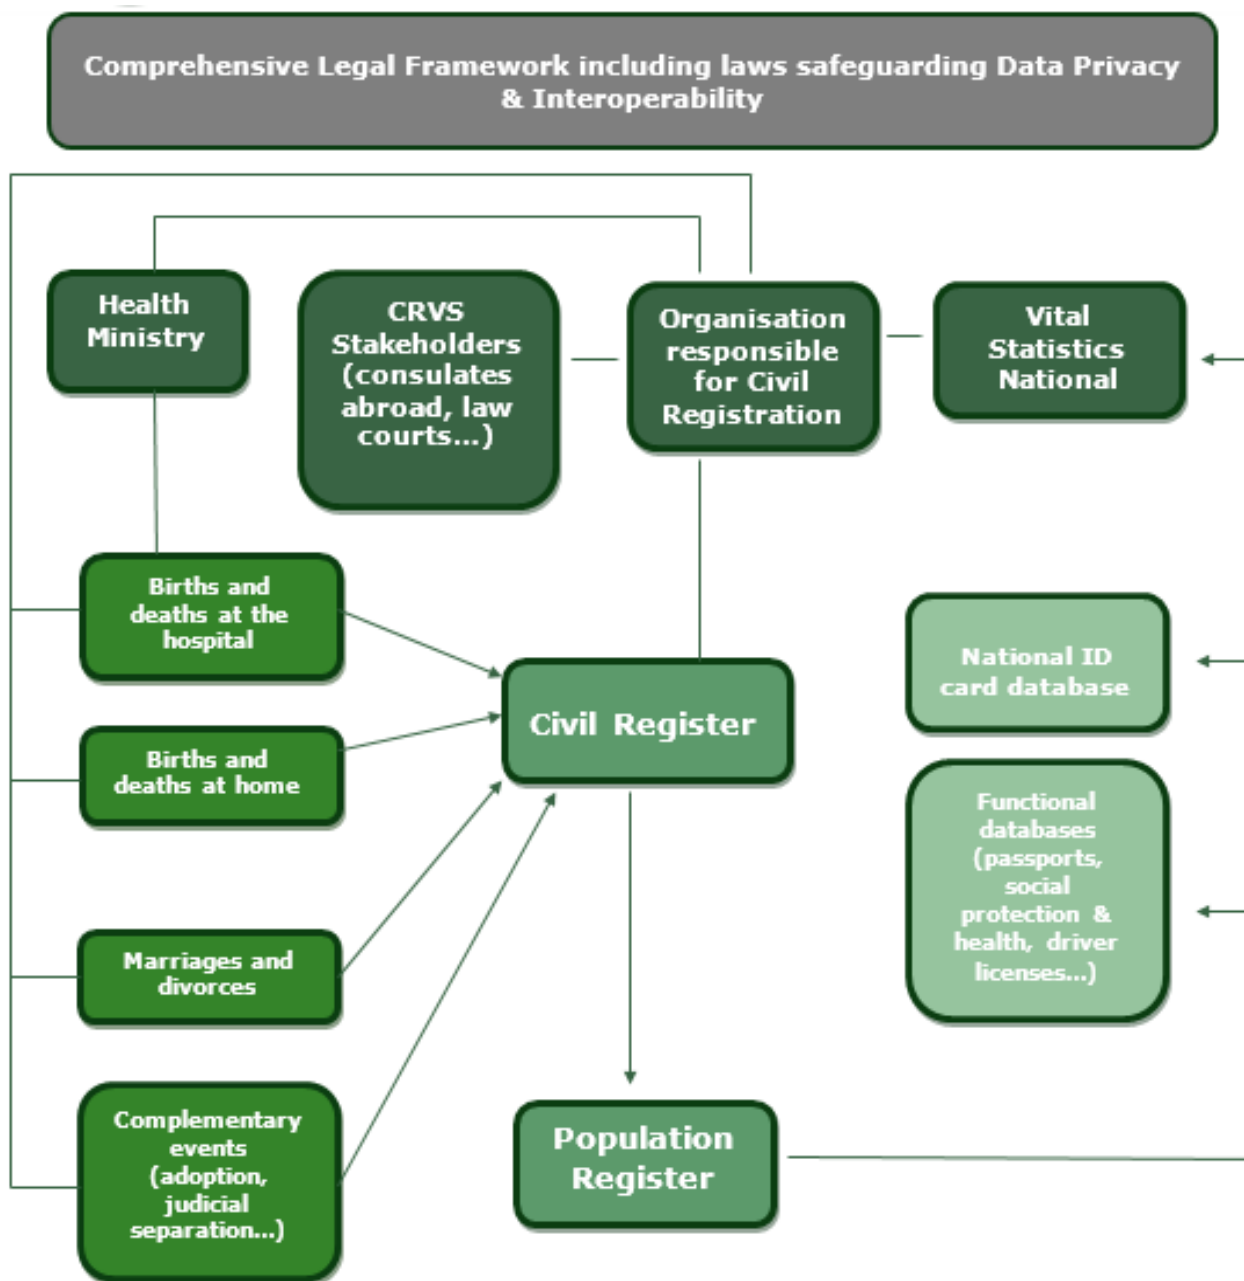 Comprehensive Legal Framework including laws safeguarding Data Privacy
& Interoperability
Health
Ministry
CRVS
Stakeholders
(consulates
abroad, law
courts...)
Organisation
responsible
for Civil
Registration
Vital
Statistics
National
Births and
deaths at the
hospital
National ID
card database
Civil Register
Births and
deaths at home
Functional
databases
(passports,
social
protection &
health, driver
licenses...)
Marriages and
divorces
Complementary
events
(adoption,
judicial
separation...)
Population
Register